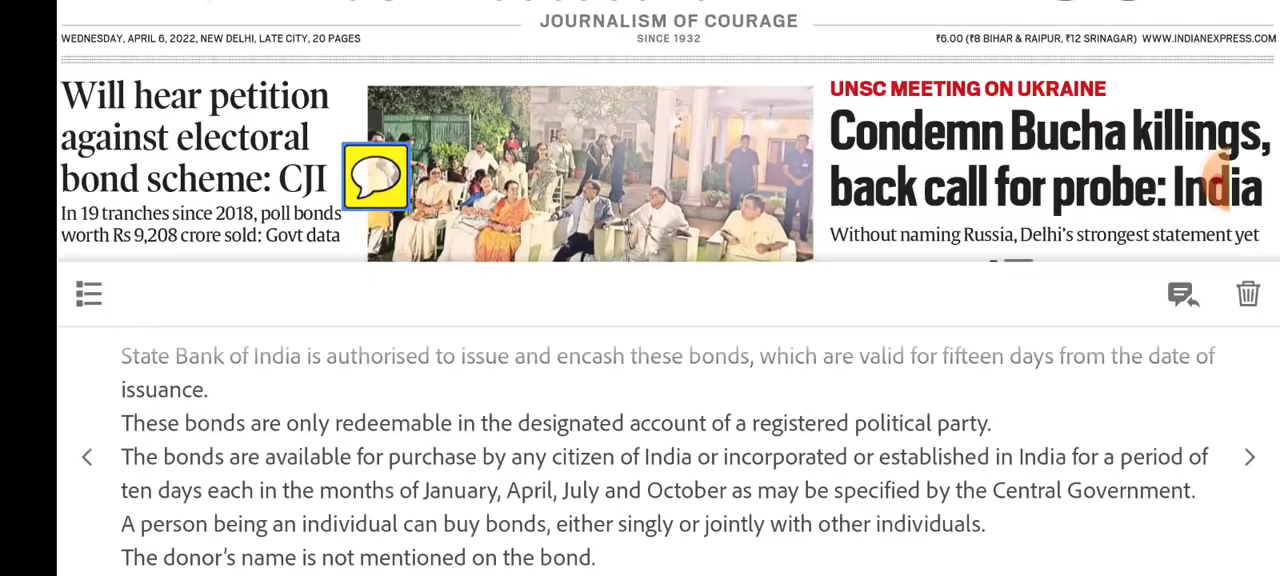 JOURNALISM OF COURAGE
SINCE 1932
WEDNESDAY, APRIL 6, 2022, NEW DELHI, LATE CITY, 20 PAGES
₹6.00 (₹8 BIHAR & RAIPUR, ₹12 SRINAGAR) WWW.INDIANEXPRESS.COM
Will hear petition
against electoral
bond scheme: CJI
In 19 tranches since 2018, poll bonds
worth Rs 9,208 crore sold: Govt data
UNSC MEETING ON UKRAINE
Condemn Bucha killings,
back call for probe: India
Without naming Russia, Delhi's strongest statement yet
State Bank of India is authorised to issue and encash these bonds, which are valid for fifteen days from the date of
issuance.
These bonds are only redeemable in the designated account of a registered political party.
The bonds are available for purchase by any citizen of India or incorporated or established in India for a period of
ten days each in the months of January, April, July and October as may be specified by the Central Government.
A person being an individual can buy bonds, either singly or jointly with other individuals.
The donor's name is not mentioned on the bond.